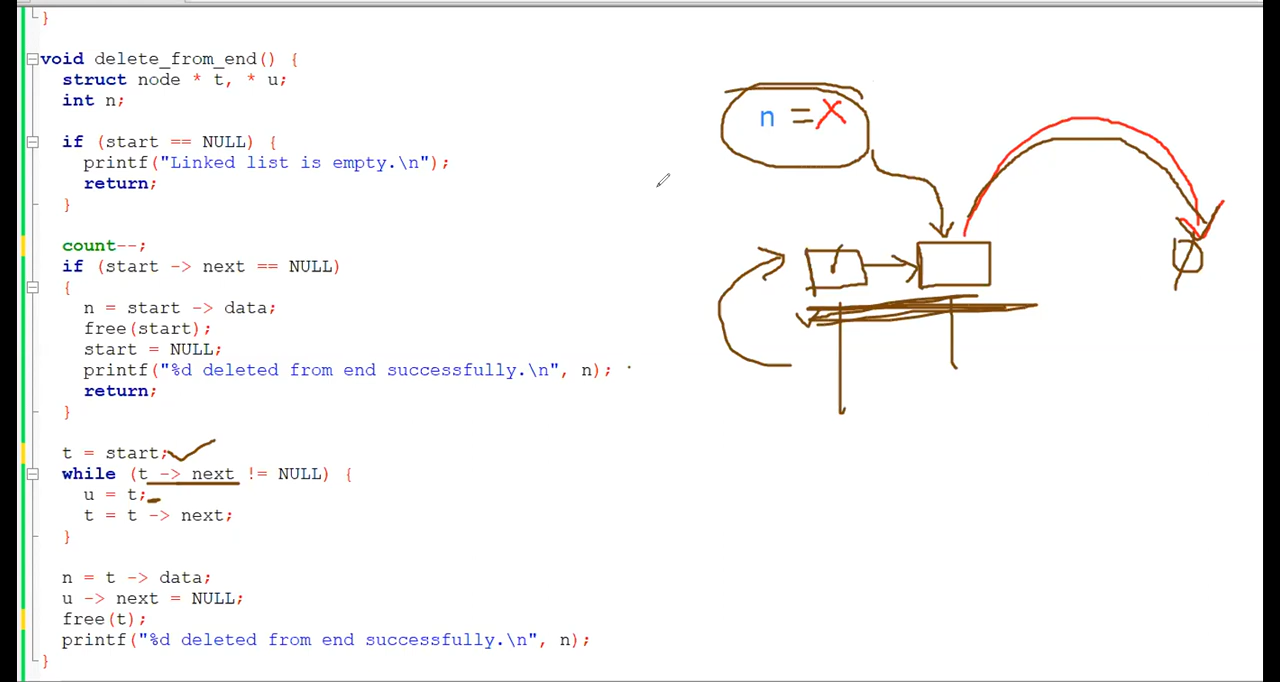 }
void delete_from_end() {
struct node * t, * u;
int n;
if (start == NULL) {
printf("Linked list is empty.\n");
return;
}
count--;
if (start -> next == NULL)
{
n = start -> data;
free(start);
start = NULL;
printf("%d deleted from end successfully.\n", n);
return;
}
t = start;
while (t -> next != NULL) {
u = t;
t = t -> next;
}
n = t -> data;
u -> next = NULL;
free(t);
printf("%d deleted from end successfully.\n", n);
}
n = X